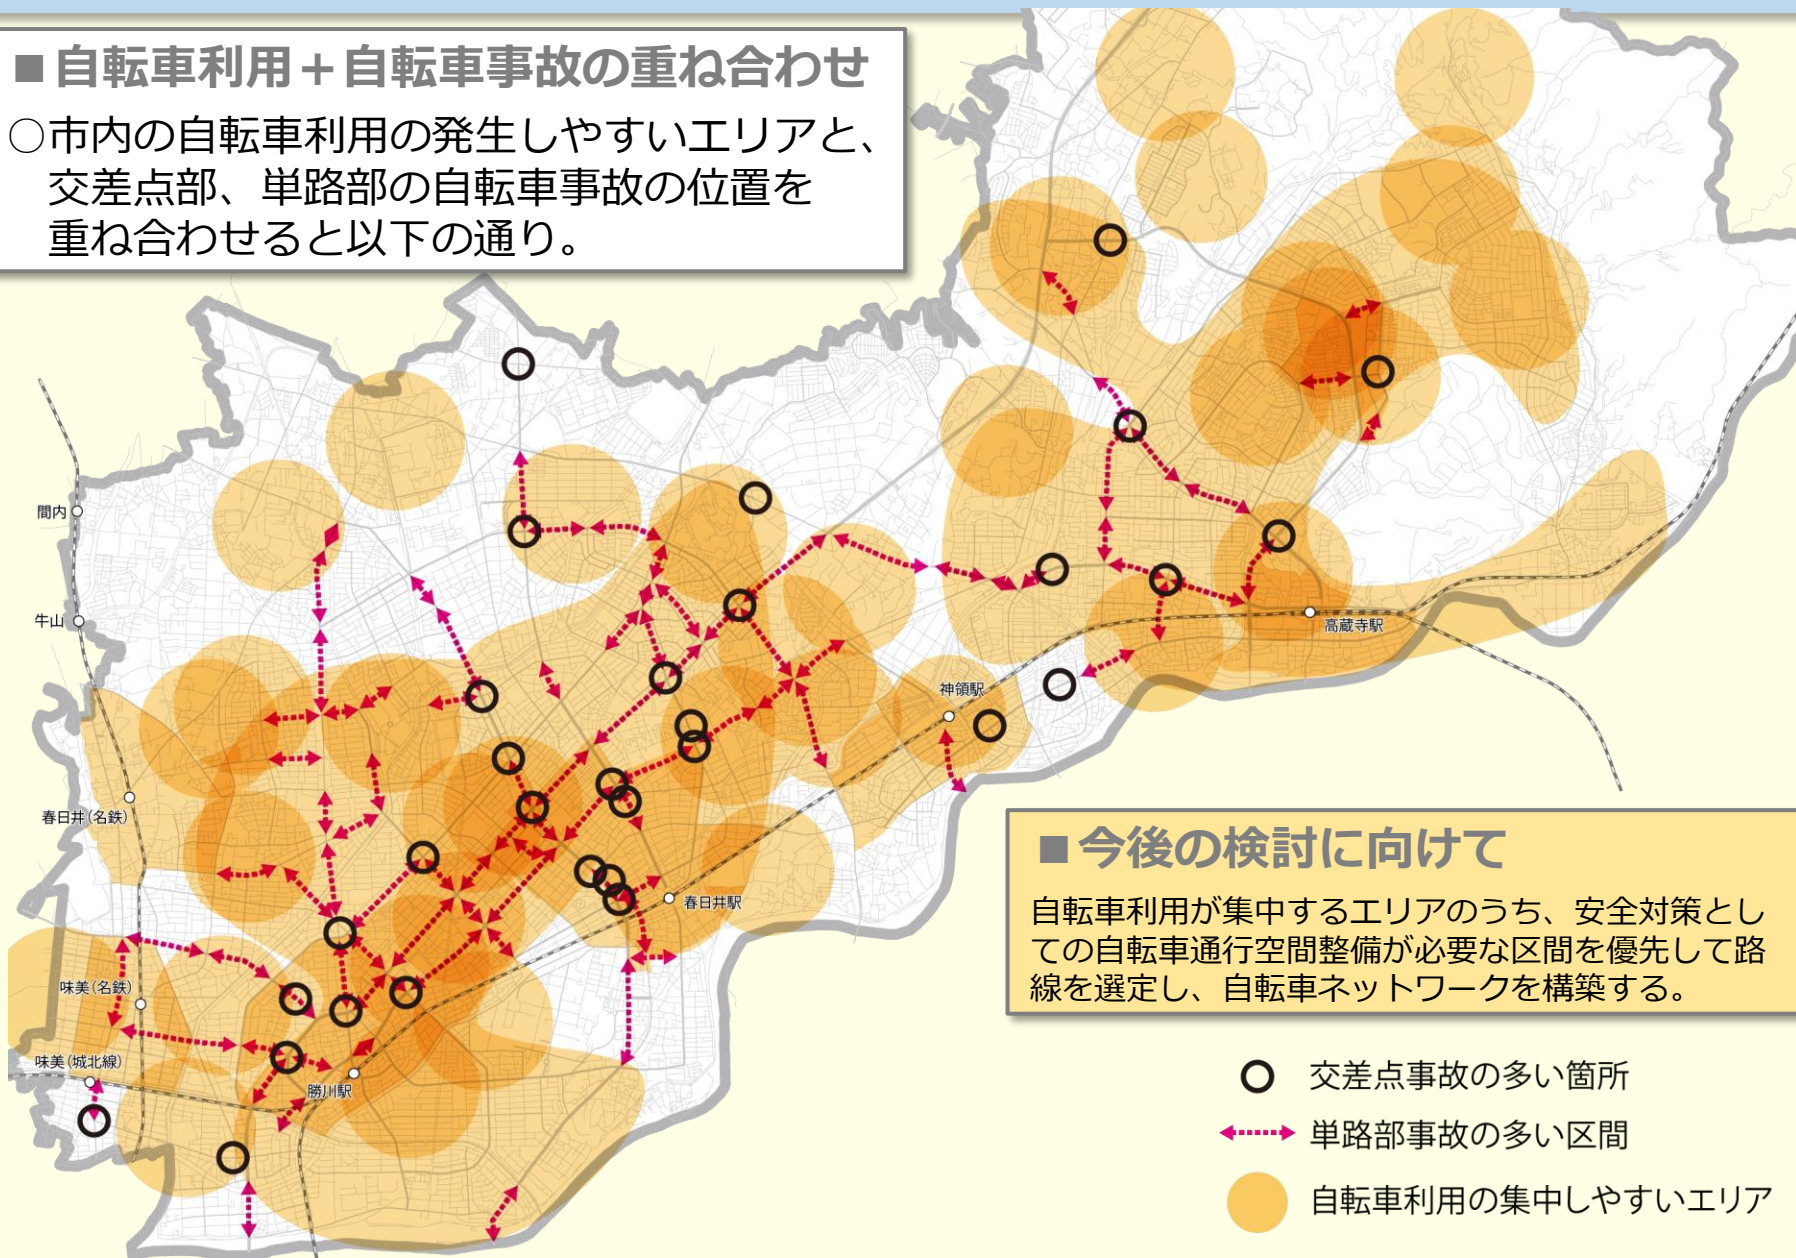 ■自転車利用＋自転車事故の重ね合わせ
○市内の自転車利用の発生しやすいエリアと、
交差点部、単路部の自転車事故の位置を
重ね合わせると以下の通り。
間内
牛山
春日井(名鉄)
味美(名鉄)
味美(城北線)
勝川駅
春日井駅
神領駅
高蔵寺駅
■今後の検討に向けて
自転車利用が集中するエリアのうち、安全対策とし
ての自転車通行空間整備が必要な区間を優先して路
線を選定し、自転車ネットワークを構築する。
交差点事故の多い箇所
単路部事故の多い区間
自転車利用の集中しやすいエリア